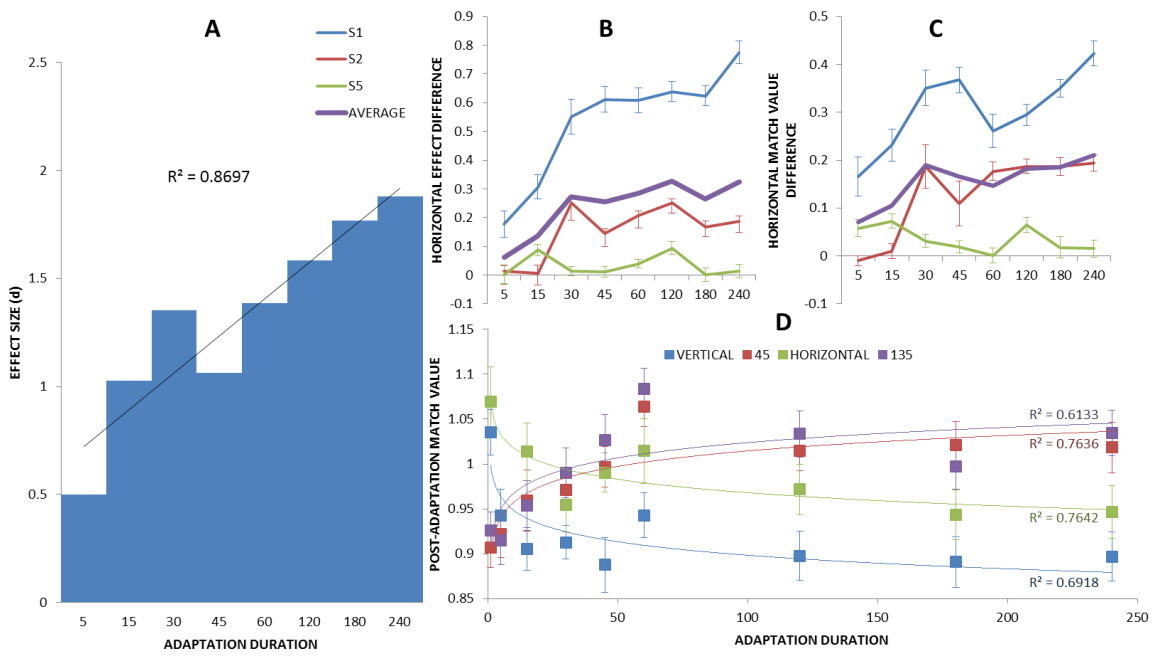 A
S1
S2
S5
AVERAGE
R² = 0.8697
EFFECT SIZE (d)
2.5
2
1.5
1
0.5
0
5 15 30 45 60 120 180 240
ADAPTATION DURATION
B
HORIZONTAL EFFECT DIFFERENCE
0.9
0.8
0.7
0.6
0.5
0.4
0.3
0.2
0.1
0
-0.1
5 15 30 45 60 120 180 240
C
HORIZONTAL MATCH VALUE
DIFFERENCE
0.5
0.4
0.3
0.2
0.1
0
-0.1
5 15 30 45 60 120 180 240
D
VERTICAL 45 HORIZONTAL 135
POST-ADAPTATION MATCH VALUE
1.15
1.1
1.05
1
0.95
0.9
0.85
R² = 0.6133
R² = 0.7636
R² = 0.7642
R² = 0.6918
0 50 100 150 200 250
ADAPTATION DURATION